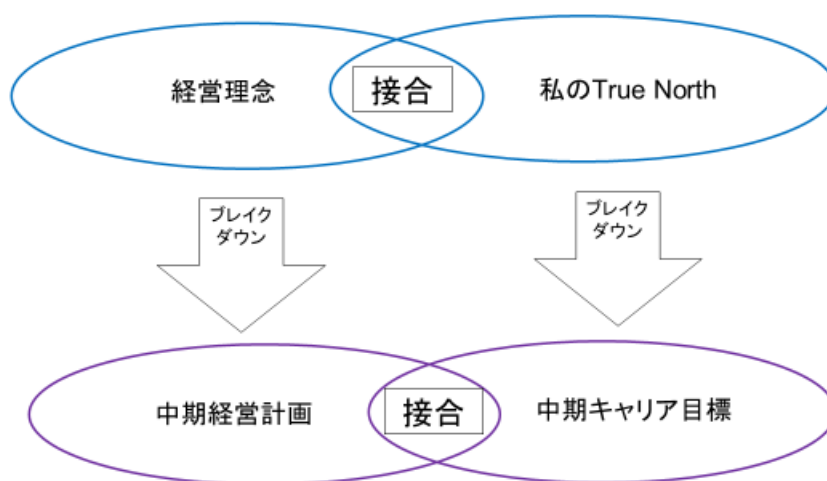 経営理念
接合
私のTrue North
ブレイク
ダウン
ブレイク
ダウン
中期経営計画
接合
中期キャリア目標